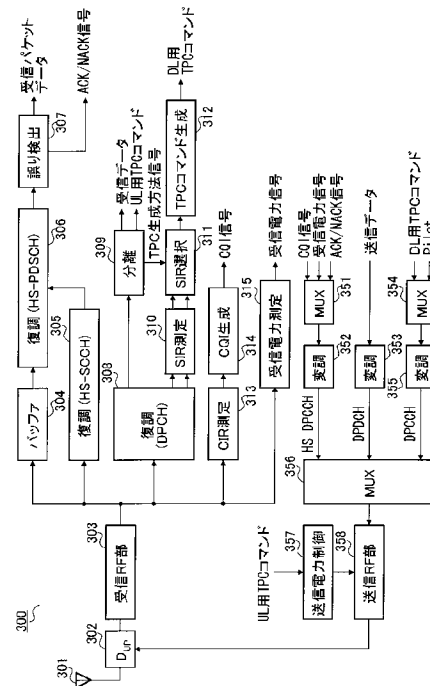 300
301
302
DUP
303
受信RF部
304
バッファ
305
復調(HS-SCCH)
306
復調(HS-PDSCH)
307
誤り検出
受信パケット
データ
ACK/NACK信号
308
復調
(DPCH)
309
分離
受信データ
UL用TPCコマンド
TPC生成方法信号
310
SIR測定
311
SIR選択
312
TPCコマンド生成
DL用
TPCコマンド
313
CIR測定
314
CQI生成
CQI信号
315
受信電力測定
受信電力信号
CQI信号
受信電力信号
ACK/NACK信号
351
MUX
352
変調
HS DPCCH
送信データ
353
変調
DPDCH
DL用TPCコマンド
Pilot
354
MUX
355
変調
DPCCH
356
MUX
UL用TPCコマンド
357
送信電力制御
358
送信RF部